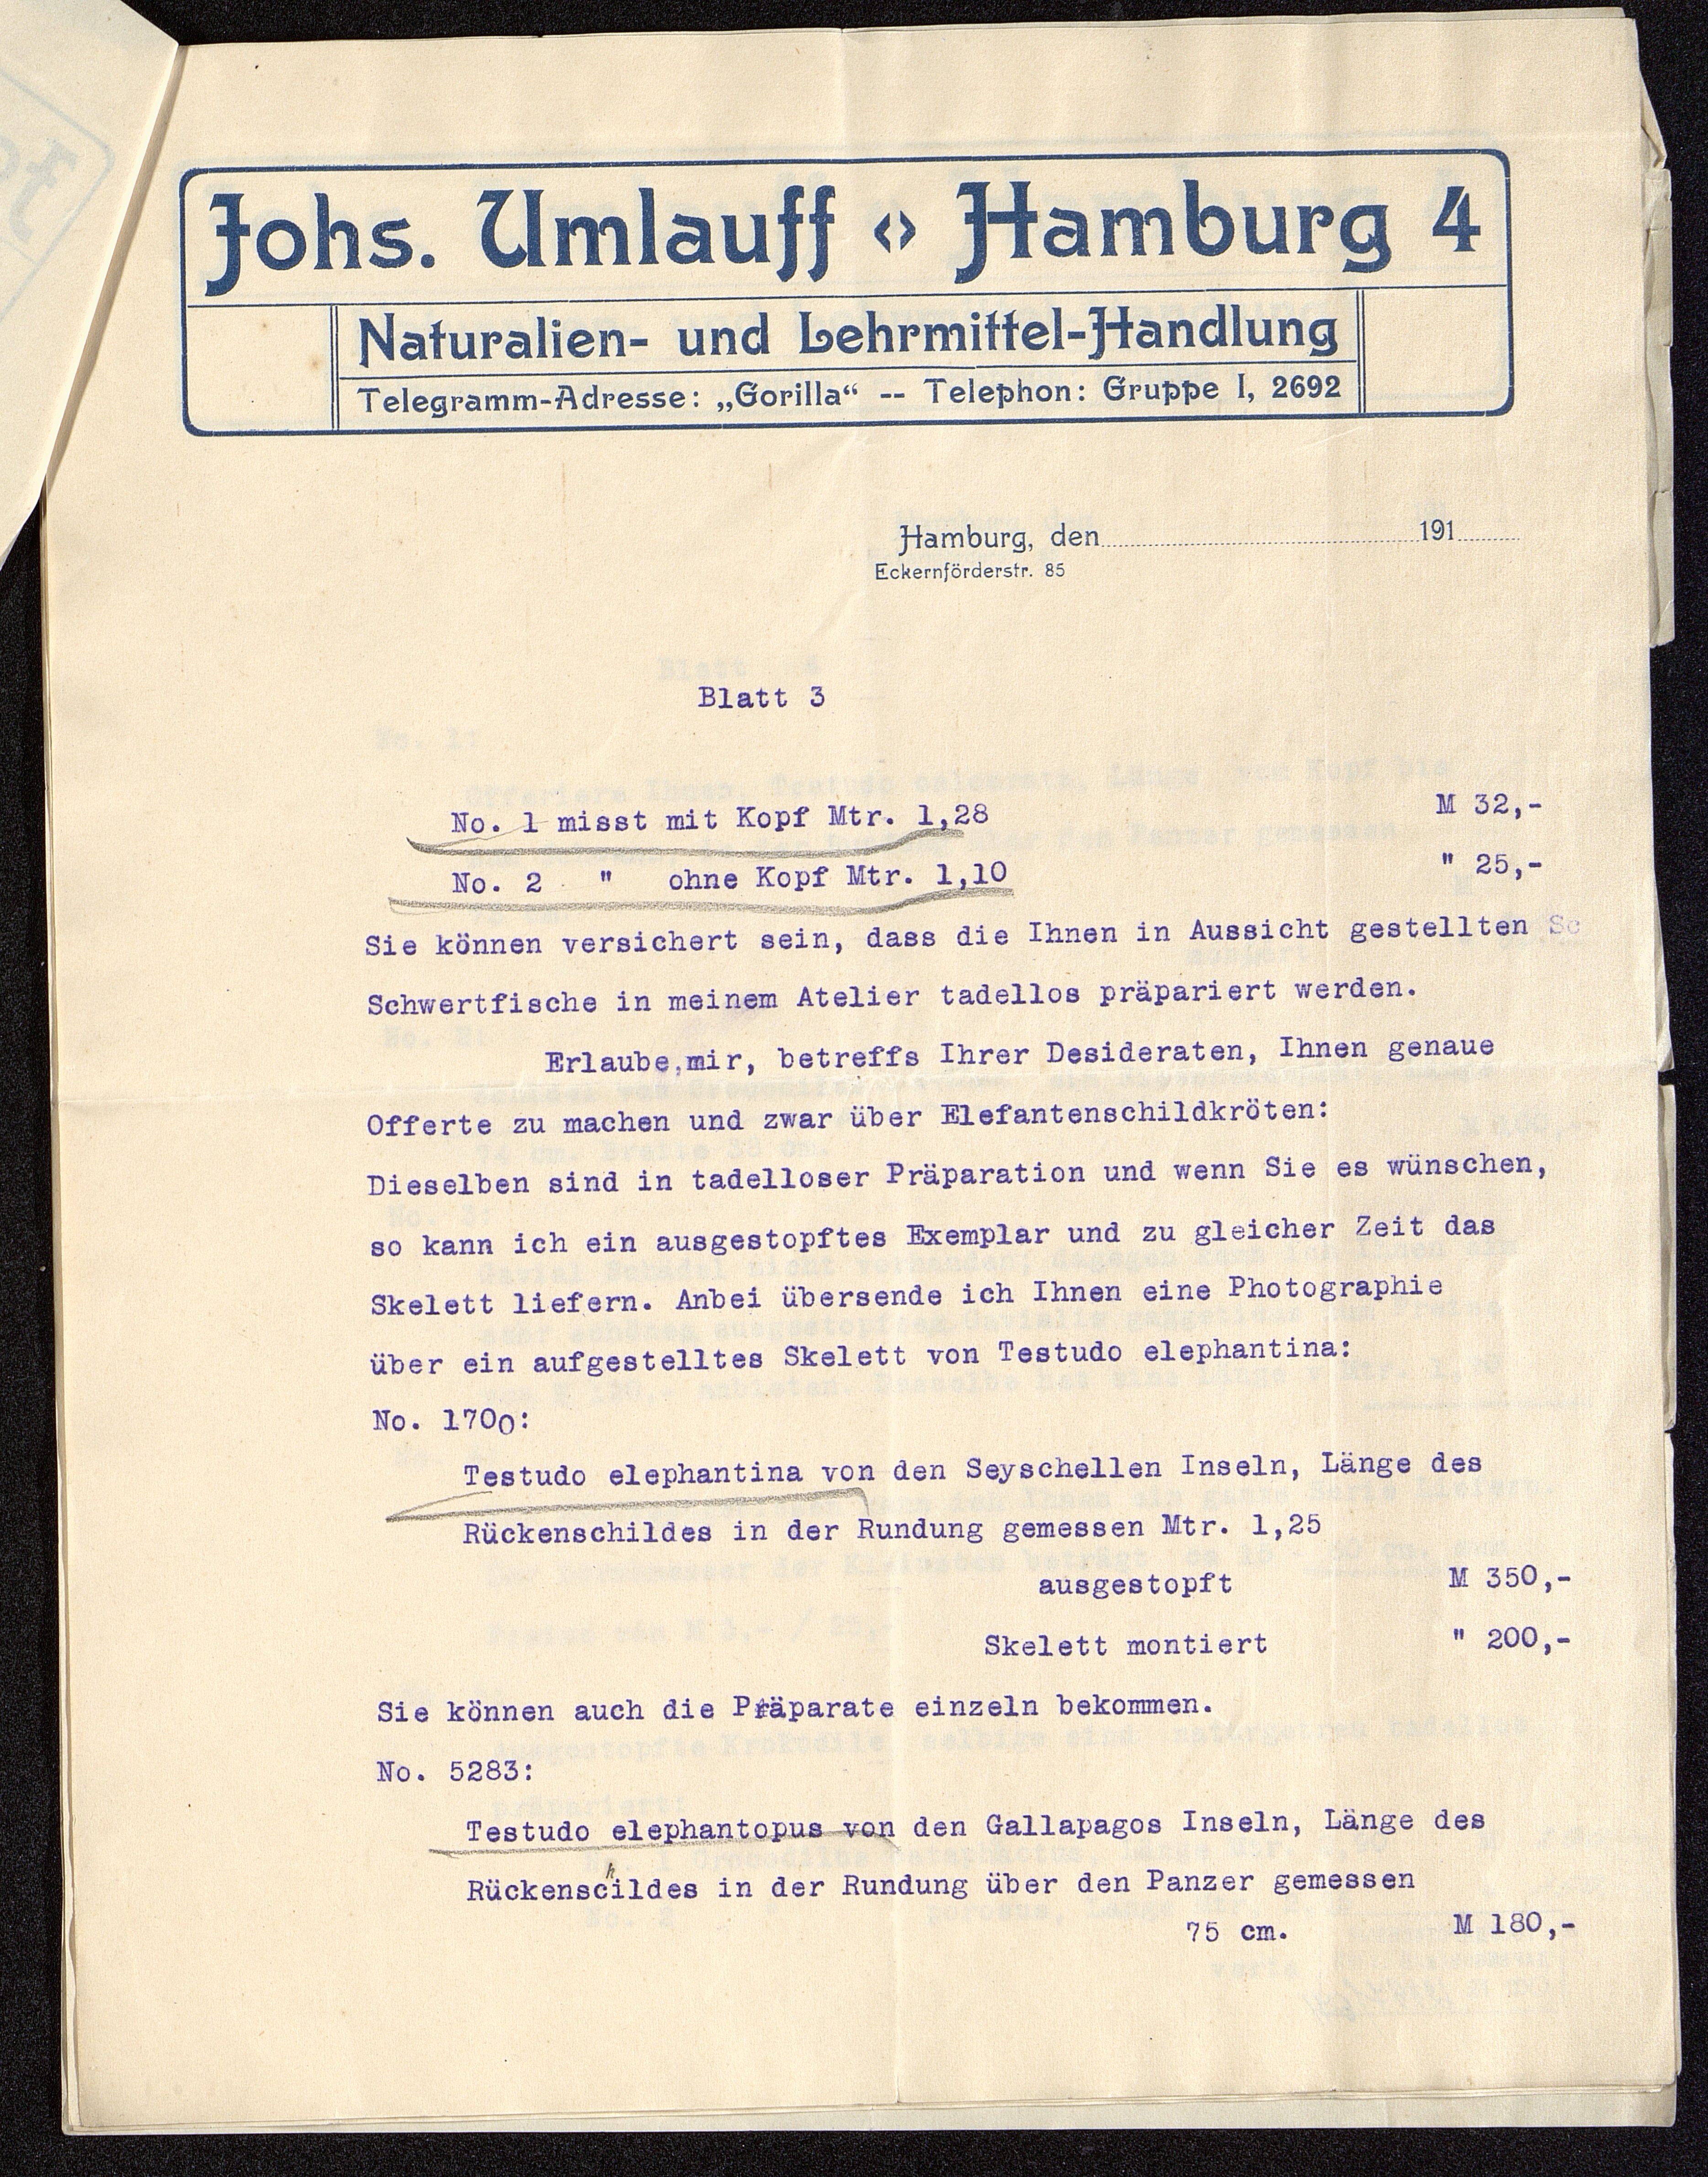 Johs. Umlauff <> Hamburg 4
Naturalien- und Lehrmittel-Handlung
Telegramm-Adresse: „Gorilla“ -- Telephon: Gruppe I, 2692
Hamburg, den 191
Eckernförderstr. 85
Blatt 3
No. 1 misst mit Kopf Mtr. 1,28 M 32,-
No. 2 " ohne Kopf Mtr. 1,10 " 25,-
Sie können versichert sein, dass die Ihnen in Aussicht gestellten Sc
Schwertfische in meinem Atelier tadellos präpariert werden.
Erlaube,mir, betreffs Ihrer Desideraten, Ihnen genaue
Offerte zu machen und zwar über Elefantenschildkröten:
Dieselben sind in tadelloser Präparation und wenn Sie es wünschen,
so kann ich ein ausgestopftes Exemplar und zu gleicher Zeit das
Skelett liefern. Anbei übersende ich Ihnen eine Photographie
über ein aufgestelltes Skelett von Testudo elephantina:
No. 1700:
Testudo elephantina von den Seyschellen Inseln, Länge des
Rückenschildes in der Rundung gemessen Mtr. 1,25
ausgestopft M 350,-
Skelett montiert " 200,-
Sie können auch die Präparate einzeln bekommen.
No. 5283:
Testudo elephantopus von den Gallapagos Inseln, Länge des
Rückenschildes in der Rundung über den Panzer gemessen
75 cm. M 180,-